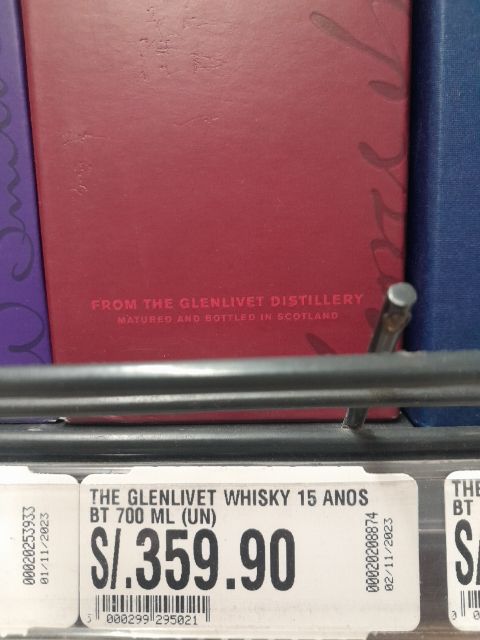 FROM THE GLENLIVET DISTILLERY
MATURED AND BOTTLED IN SCOTLAND
00020253933
01/11/2023
THE GLENLIVET WHISKY 15 ANOS
BT 700 ML (UN)
S/.359.90
000299 295021
00020208874
02/11/2023
THE
BT
S/